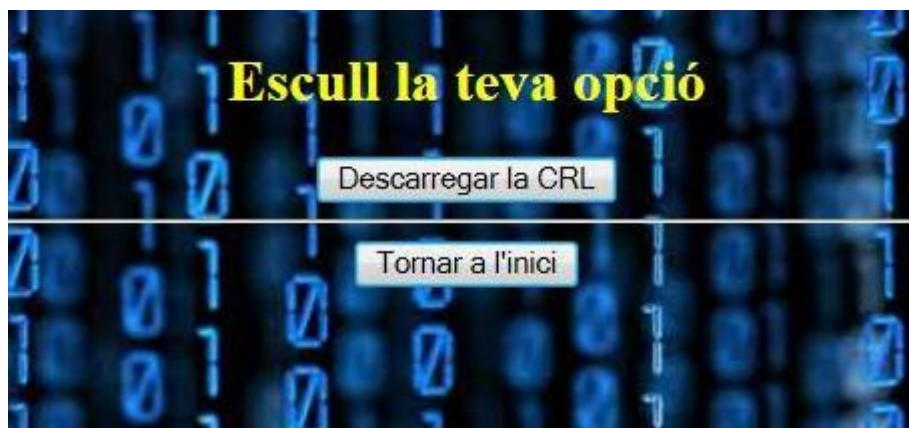 Escull la teva opció
Descarregar la CRL
Tornar a l'inici